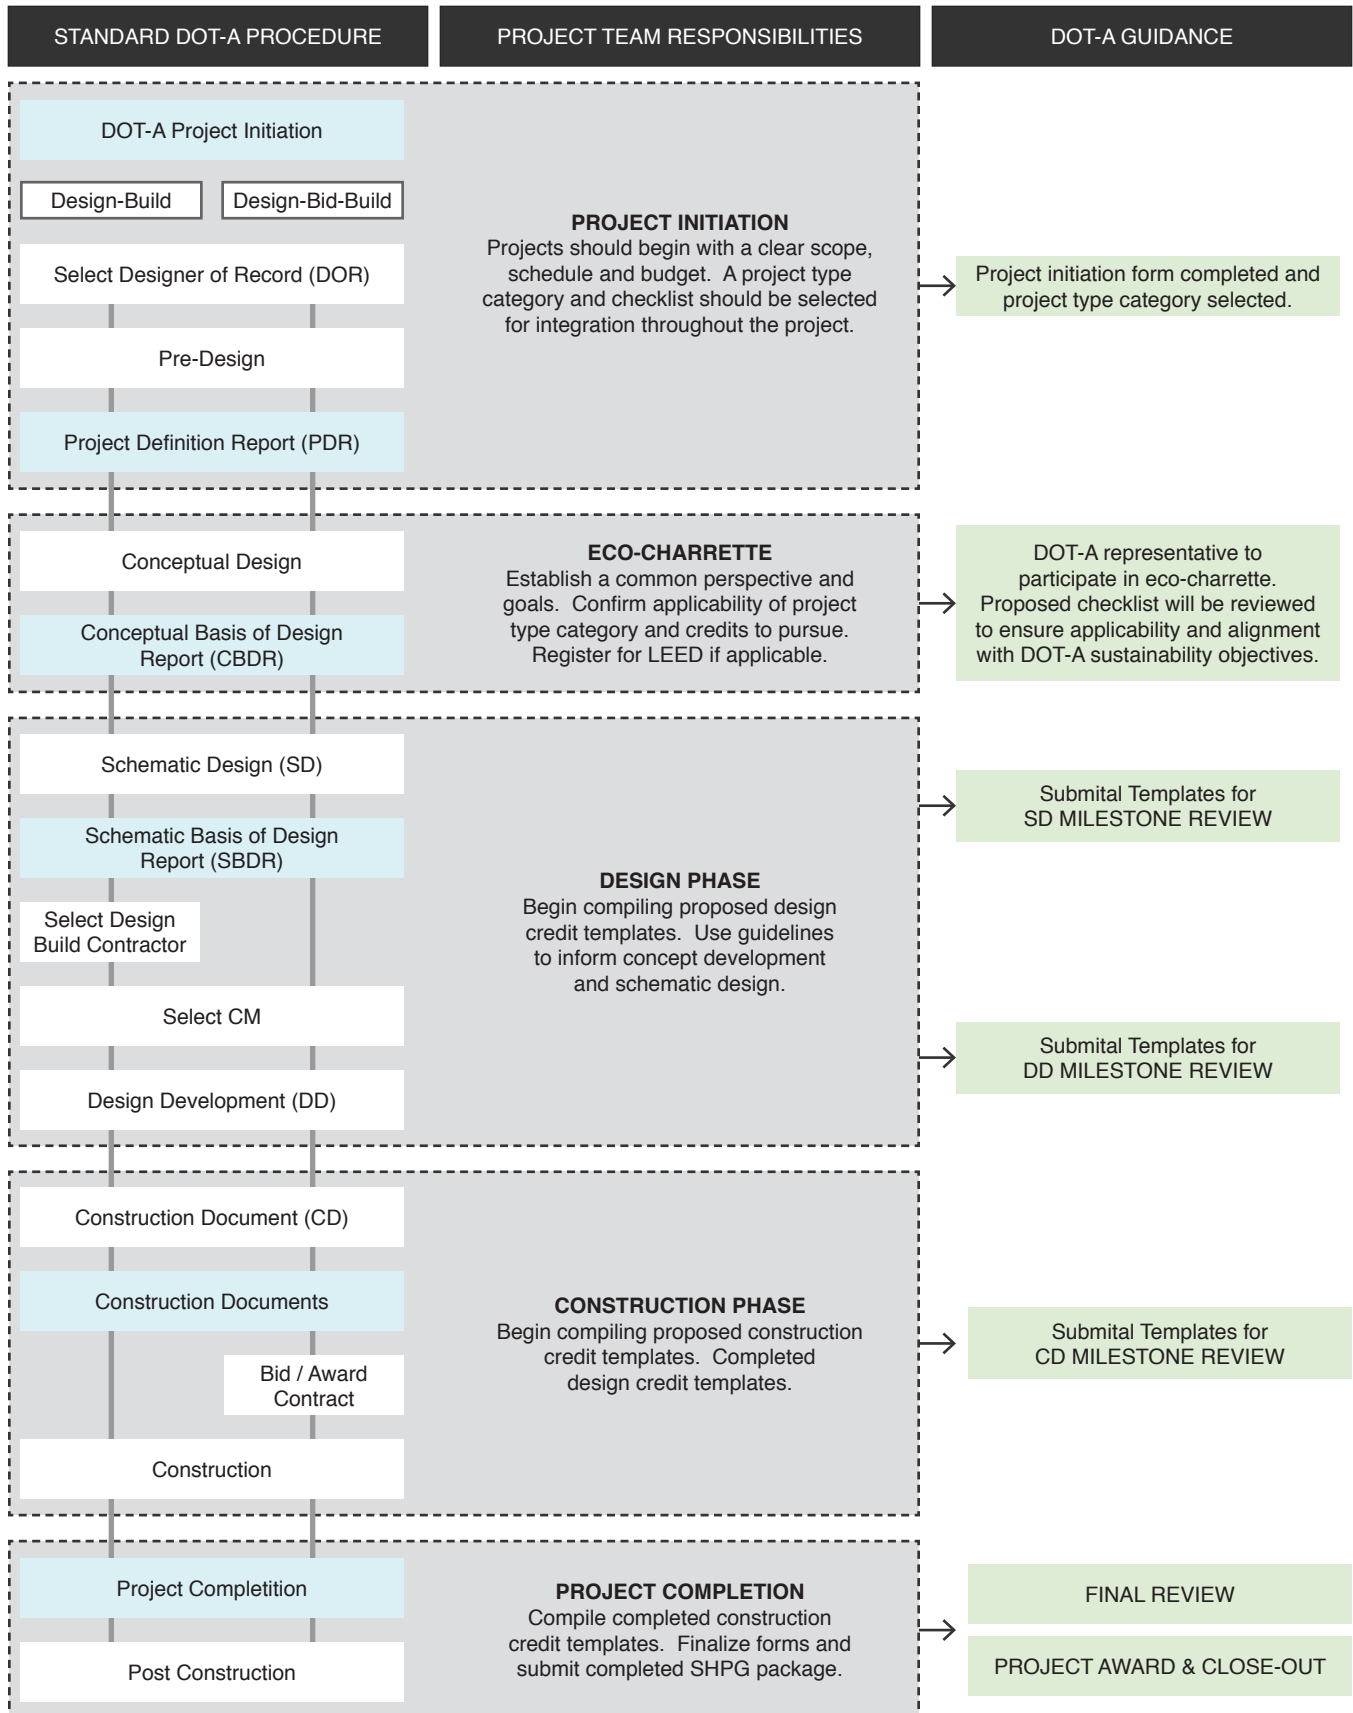 STANDARD DOT-A PROCEDURE
PROJECT TEAM RESPONSIBILITIES
DOT-A GUIDANCE
DOT-A Project Initiation
Design-Build
Design-Bid-Build
Select Designer of Record (DOR)
Pre-Design
Project Definition Report (PDR)
PROJECT INITIATION
Projects should begin with a clear scope,
schedule and budget. A project type
category and checklist should be selected
for integration throughout the project.
Project initiation form completed and
project type category selected.
Conceptual Design
Conceptual Basis of Design
Report (CBDR)
ECO-CHARRETTE
Establish a common perspective and
goals. Confirm applicability of project
type category and credits to pursue.
Register for LEED if applicable.
DOT-A representative to
participate in eco-charrette.
Proposed checklist will be reviewed
to ensure applicability and alignment
with DOT-A sustainability objectives.
Schematic Design (SD)
Schematic Basis of Design
Report (SBDR)
Select Design
Build Contractor
Select CM
Design Development (DD)
DESIGN PHASE
Begin compiling proposed design
credit templates. Use guidelines
to inform concept development
and schematic design.
Submital Templates for
SD MILESTONE REVIEW
Submital Templates for
DD MILESTONE REVIEW
Construction Document (CD)
Construction Documents
Bid / Award
Contract
Construction
CONSTRUCTION PHASE
Begin compiling proposed construction
credit templates. Completed
design credit templates.
Submital Templates for
CD MILESTONE REVIEW
Project Completition
Post Construction
PROJECT COMPLETION
Compile completed construction
credit templates. Finalize forms and
submit completed SHPG package.
FINAL REVIEW
PROJECT AWARD & CLOSE-OUT